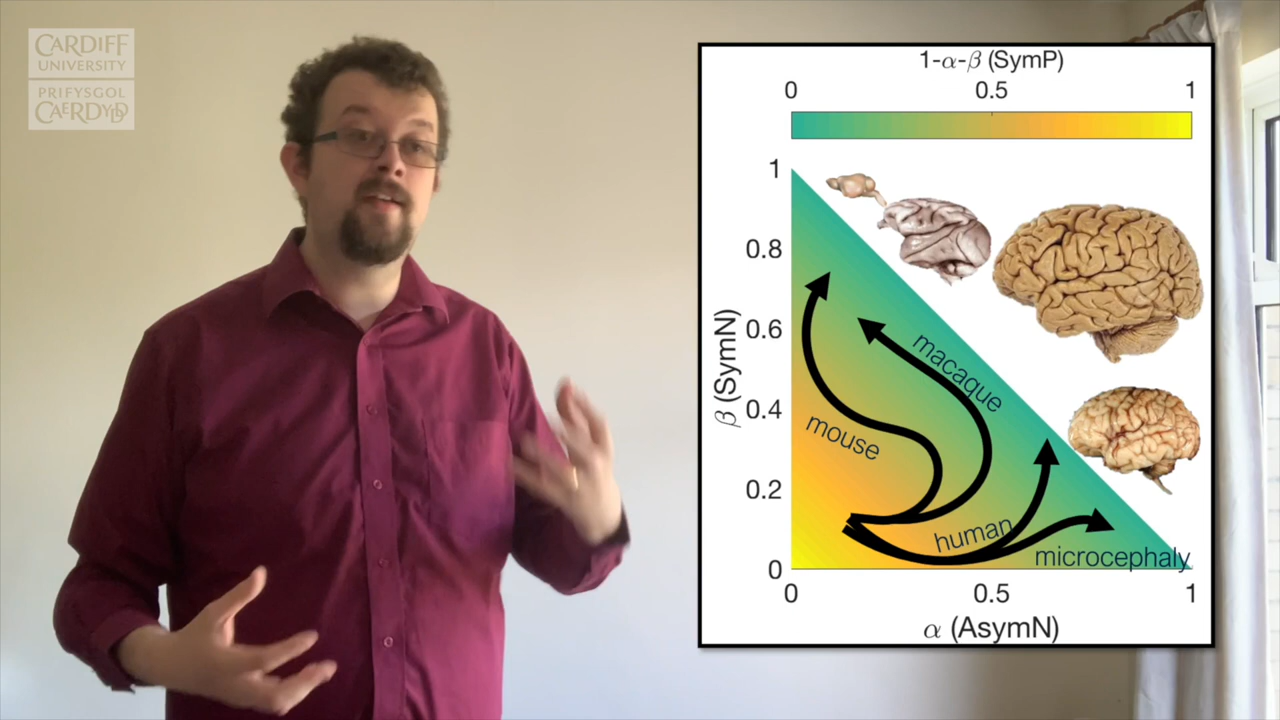 CARDIFF
UNIVERSITY
PRIFYSGOL
CAERDYDD
1-α-β (SymP)
0 0.5 1
1
0.8
0.6
0.4
0.2
0
β (SymN)
macaque
mouse
human
microcephaly
0 0.5 1
α (AsymN)